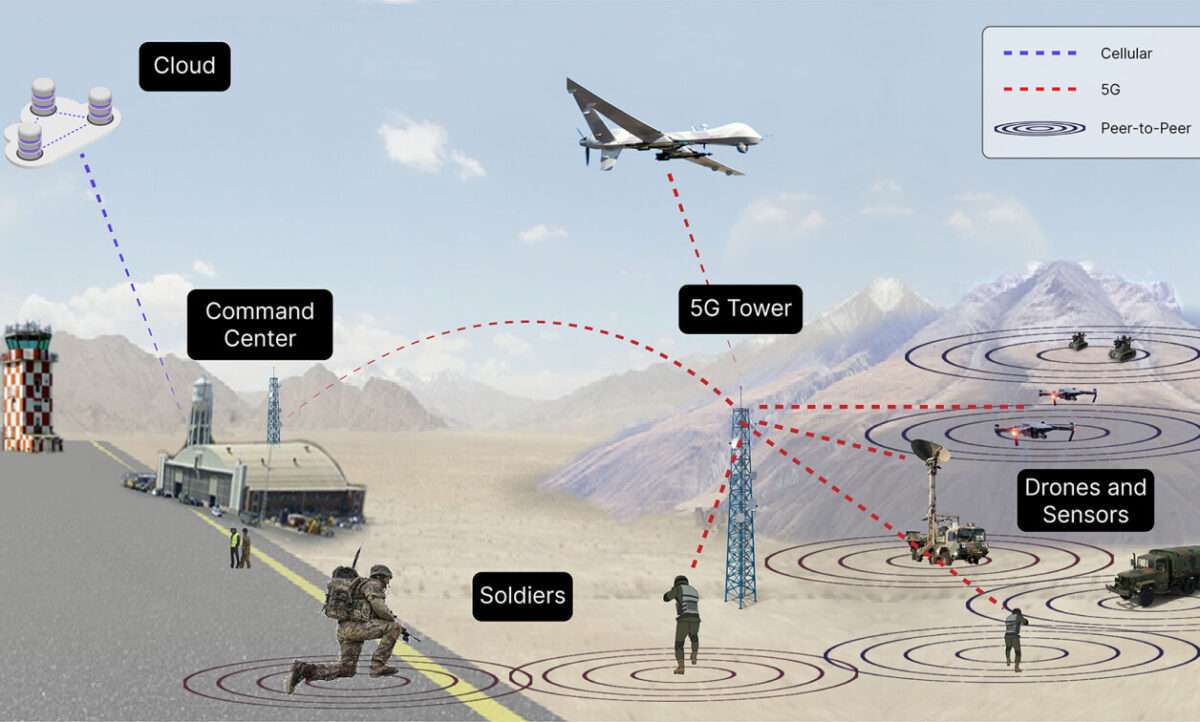 Cloud
Cellular
5G
Peer-to-Peer
Command
Center
5G Tower
Drones and
Sensors
Soldiers